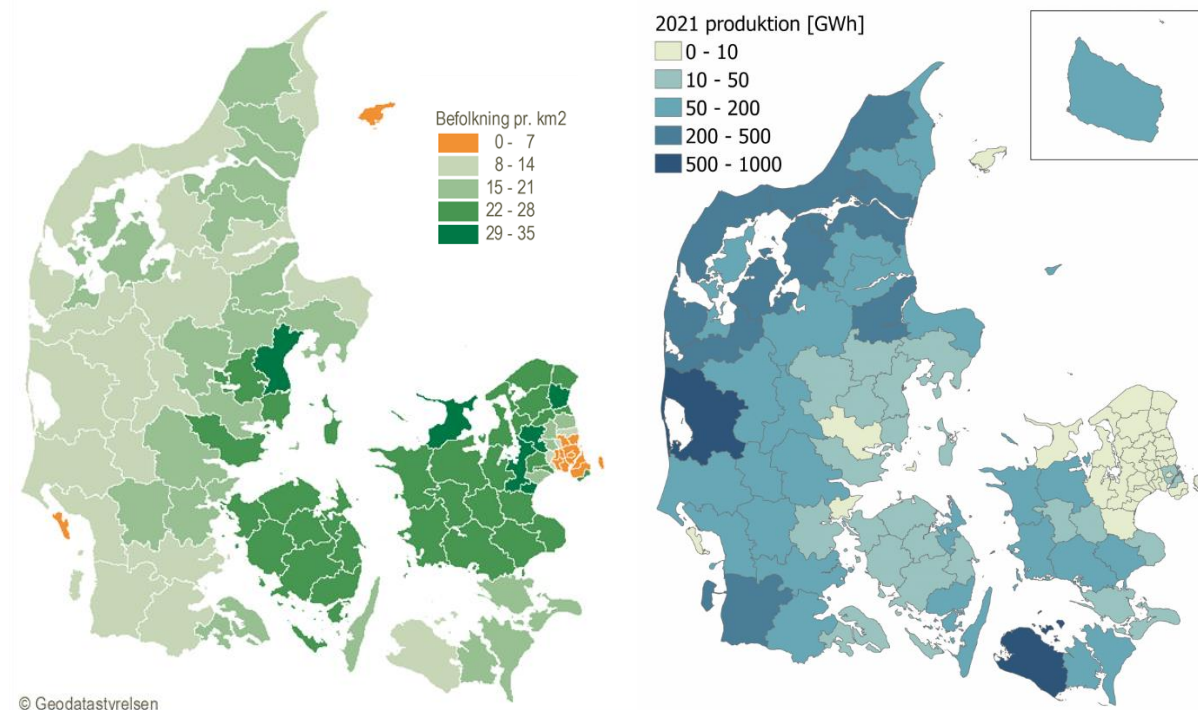 Befolkning pr. km2
0 - 7
8 - 14
15 - 21
22 - 28
29 - 35
© Geodatastyrelsen
2021 produktion [GWh]
0 - 10
10 - 50
50 - 200
200 - 500
500 - 1000